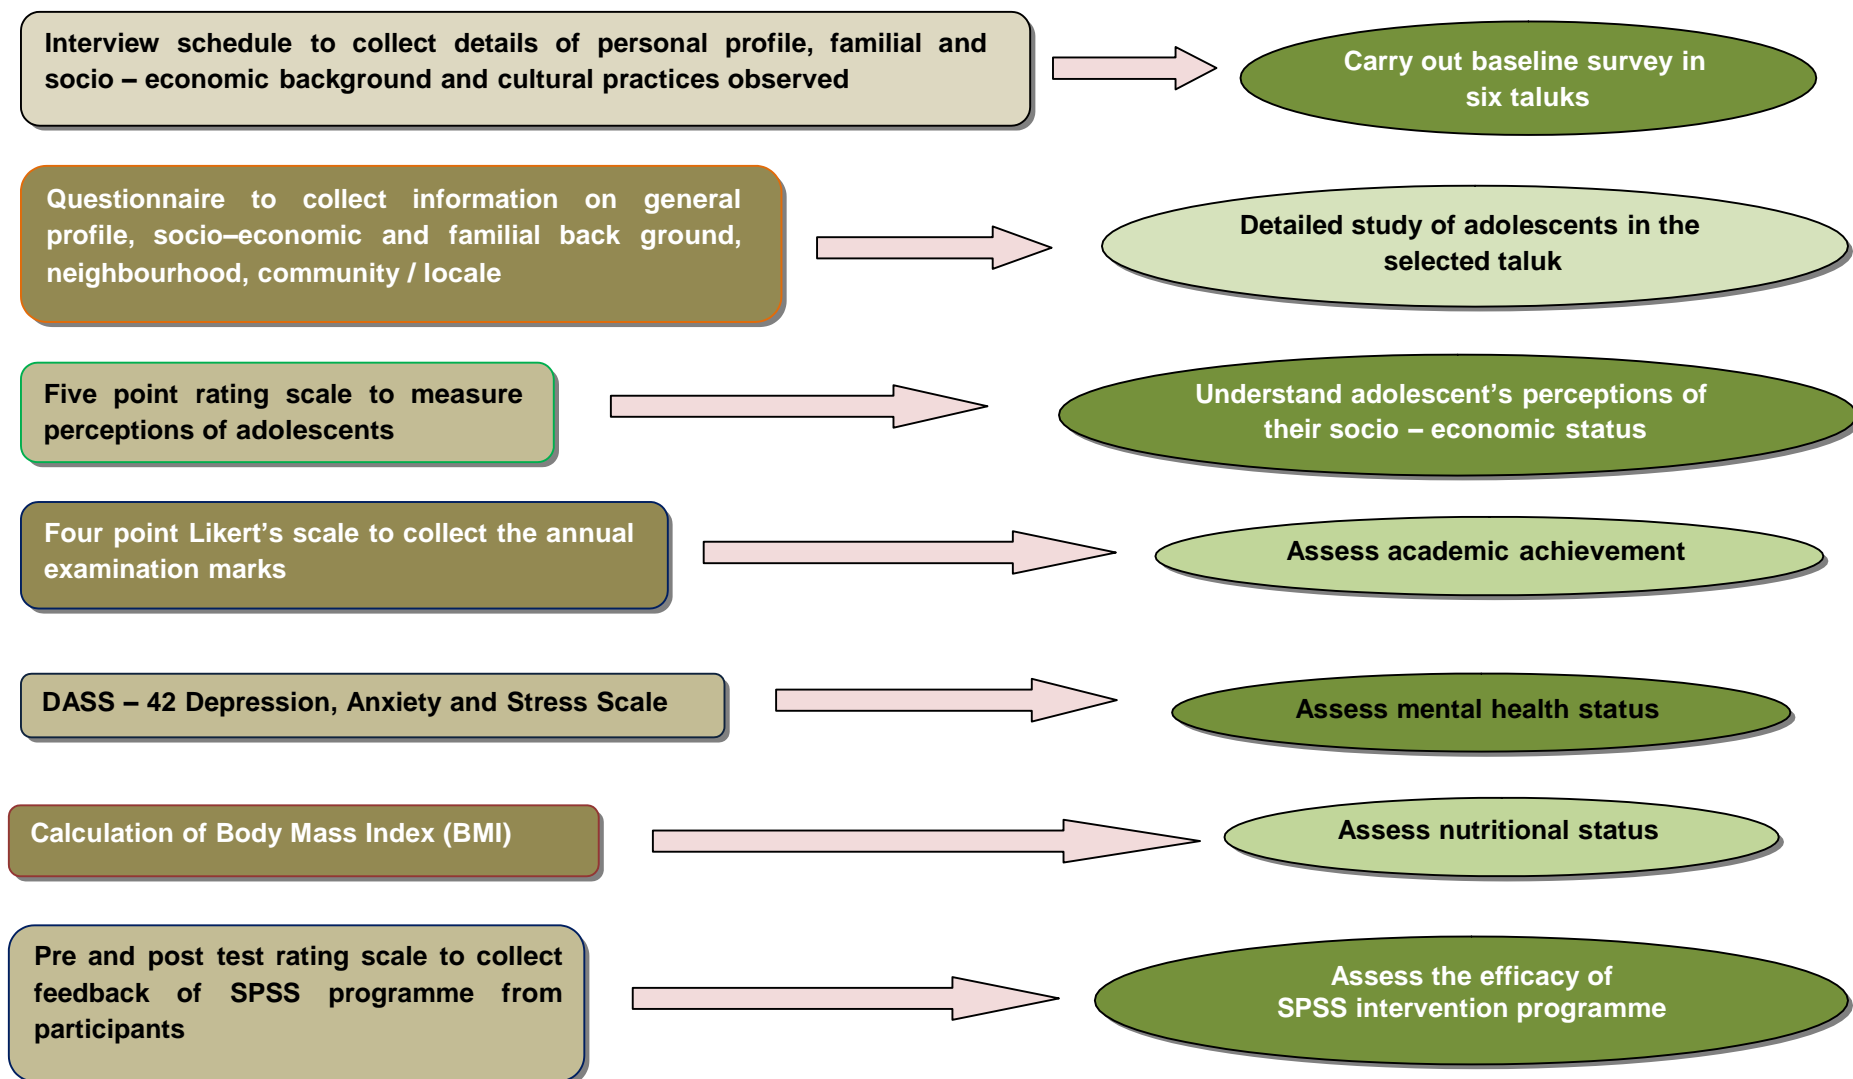 Interview schedule to collect details of personal profile, familial and
socio – economic background and cultural practices observed
Carry out baseline survey in
six taluks
Questionnaire to collect information on general
profile, socio–economic and familial back ground,
neighbourhood, community / locale
Detailed study of adolescents in the
selected taluk
Five point rating scale to measure
perceptions of adolescents
Understand adolescent’s perceptions of
their socio – economic status
Four point Likert’s scale to collect the annual
examination marks
Assess academic achievement
DASS – 42 Depression, Anxiety and Stress Scale
Assess mental health status
Calculation of Body Mass Index (BMI)
Assess nutritional status
Pre and post test rating scale to collect
feedback of SPSS programme from
participants
Assess the efficacy of
SPSS intervention programme